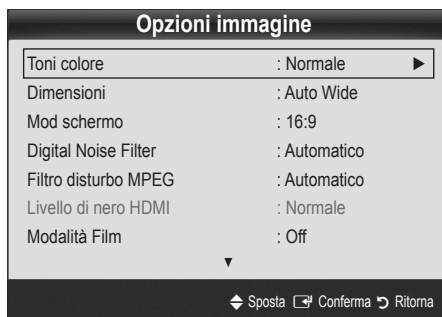 Opzioni immagine
Toni colore : Normale ►
Dimensioni : Auto Wide
Mod schermo : 16:9
Digital Noise Filter : Automatico
Filtro disturbo MPEG : Automatico
Livello di nero HDMI : Normale
Modalità Film : Off
▼
Sposta Conferma Ritorna